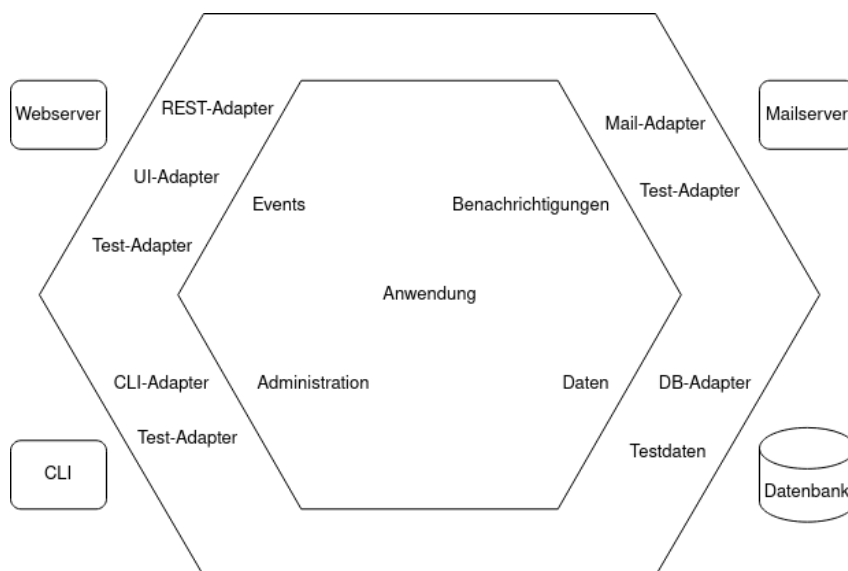 Webserver
REST-Adapter
Mail-Adapter
Mailserver
UI-Adapter
Test-Adapter
Events
Benachrichtigungen
Test-Adapter
Anwendung
CLI-Adapter
Administration
Daten
DB-Adapter
Test-Adapter
Testdaten
CLI
Datenbank